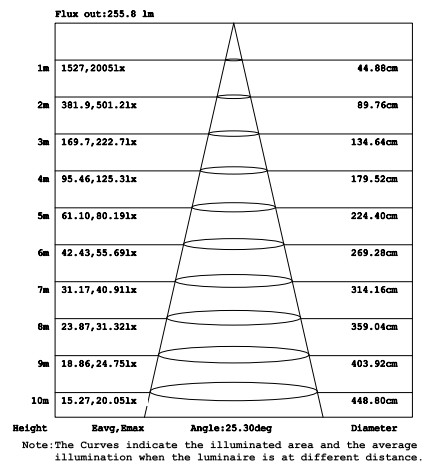 Flux out:255.8 lm
1m 1527,2005lx 44.88cm
2m 381.9,501.2lx 89.76cm
3m 169.7,222.7lx 134.64cm
4m 95.46,125.3lx 179.52cm
5m 61.10,80.19lx 224.40cm
6m 42.43,55.69lx 269.28cm
7m 31.17,40.91lx 314.16cm
8m 23.87,31.32lx 359.04cm
9m 18.86,24.75lx 403.92cm
10m 15.27,20.05lx 448.80cm
Height Eavg,Emax Angle:25.30deg Diameter
Note:The Curves indicate the illuminated area and the average
illumination when the luminaire is at different distance.